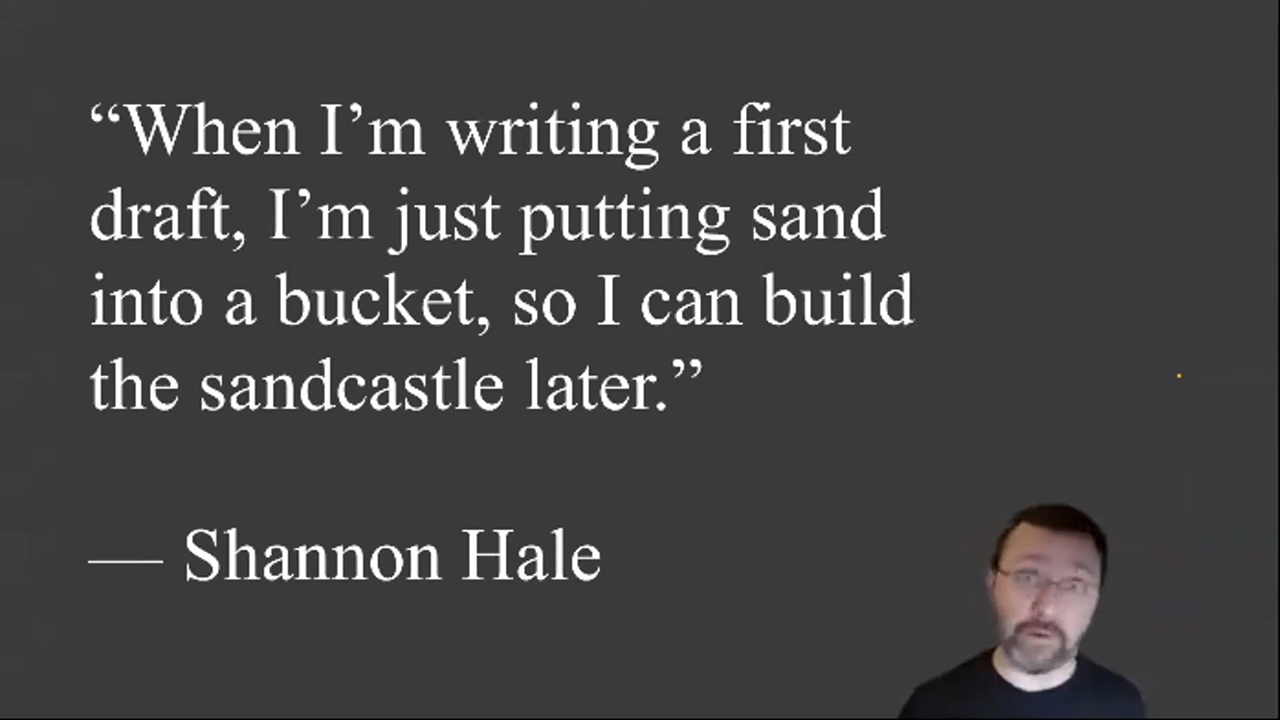 “When I’m writing a first
draft, I’m just putting sand
into a bucket, so I can build
the sandcastle later.”
— Shannon Hale